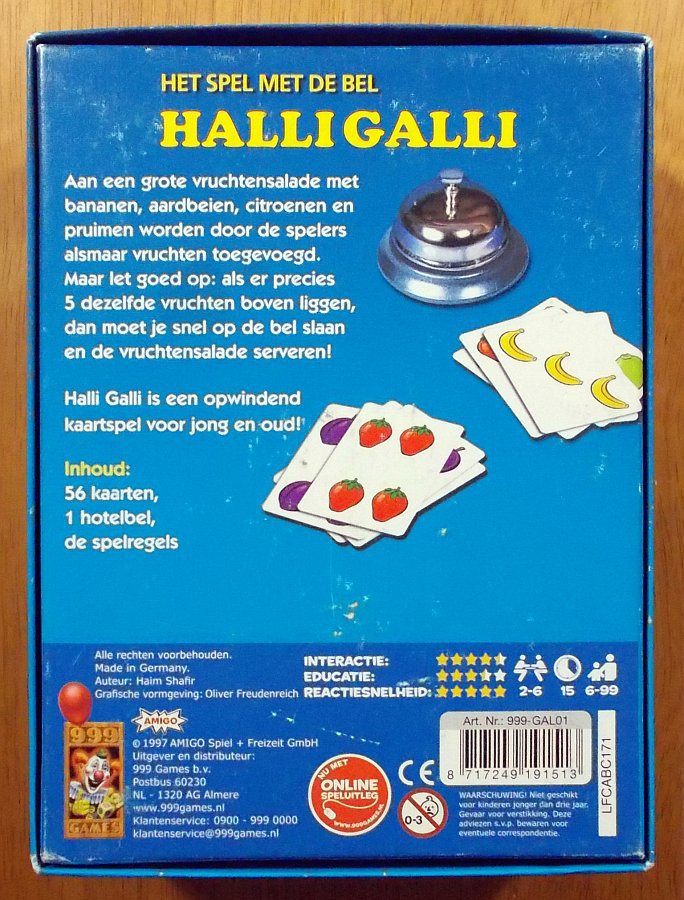 HET SPEL MET DE BEL
HALLI GALLI
Aan een grote vruchtensalade met
bananen, aardbeien, citroenen en
pruimen worden door de spelers
alsmaar vruchten toegevoegd.
Maar let goed op: als er precies
5 dezelfde vruchten boven liggen,
dan moet je snel op de bel slaan
en de vruchtensalade serveren!
Halli Galli is een opwindend
kaartspel voor jong en oud!
Inhoud:
56 kaarten,
1 hotelbel,
de spelregels
Alle rechten voorbehouden.
Made in Germany.
Auteur: Haim Shafir
Grafische vormgeving: Oliver Freudenreich
INTERACTIE:
EDUCATIE:
REACTIESNELHEID:
2-6 15 6-99
AMIGO
© 1997 AMIGO Spiel + Freizeit GmbH
Uitgever en distributeur:
999 Games b.v.
Postbus 60230
NL - 1320 AG Almere
www.999games.nl
Klantenservice: 0900 - 999 0000
klantenservice@999games.nl
999
GAMES
NU MET
ONLINE
SPELUITLEG
WWW.999GAMES.NL
CE
0-3
Art. Nr.: 999-GAL01
8 717249 191513
WAARSCHUWING! Niet geschikt
voor kinderen jonger dan drie jaar.
Gevaar voor verstikking. Deze
adviezen s.v.p. bewaren voor
eventuele correspondentie.
LFCABC171